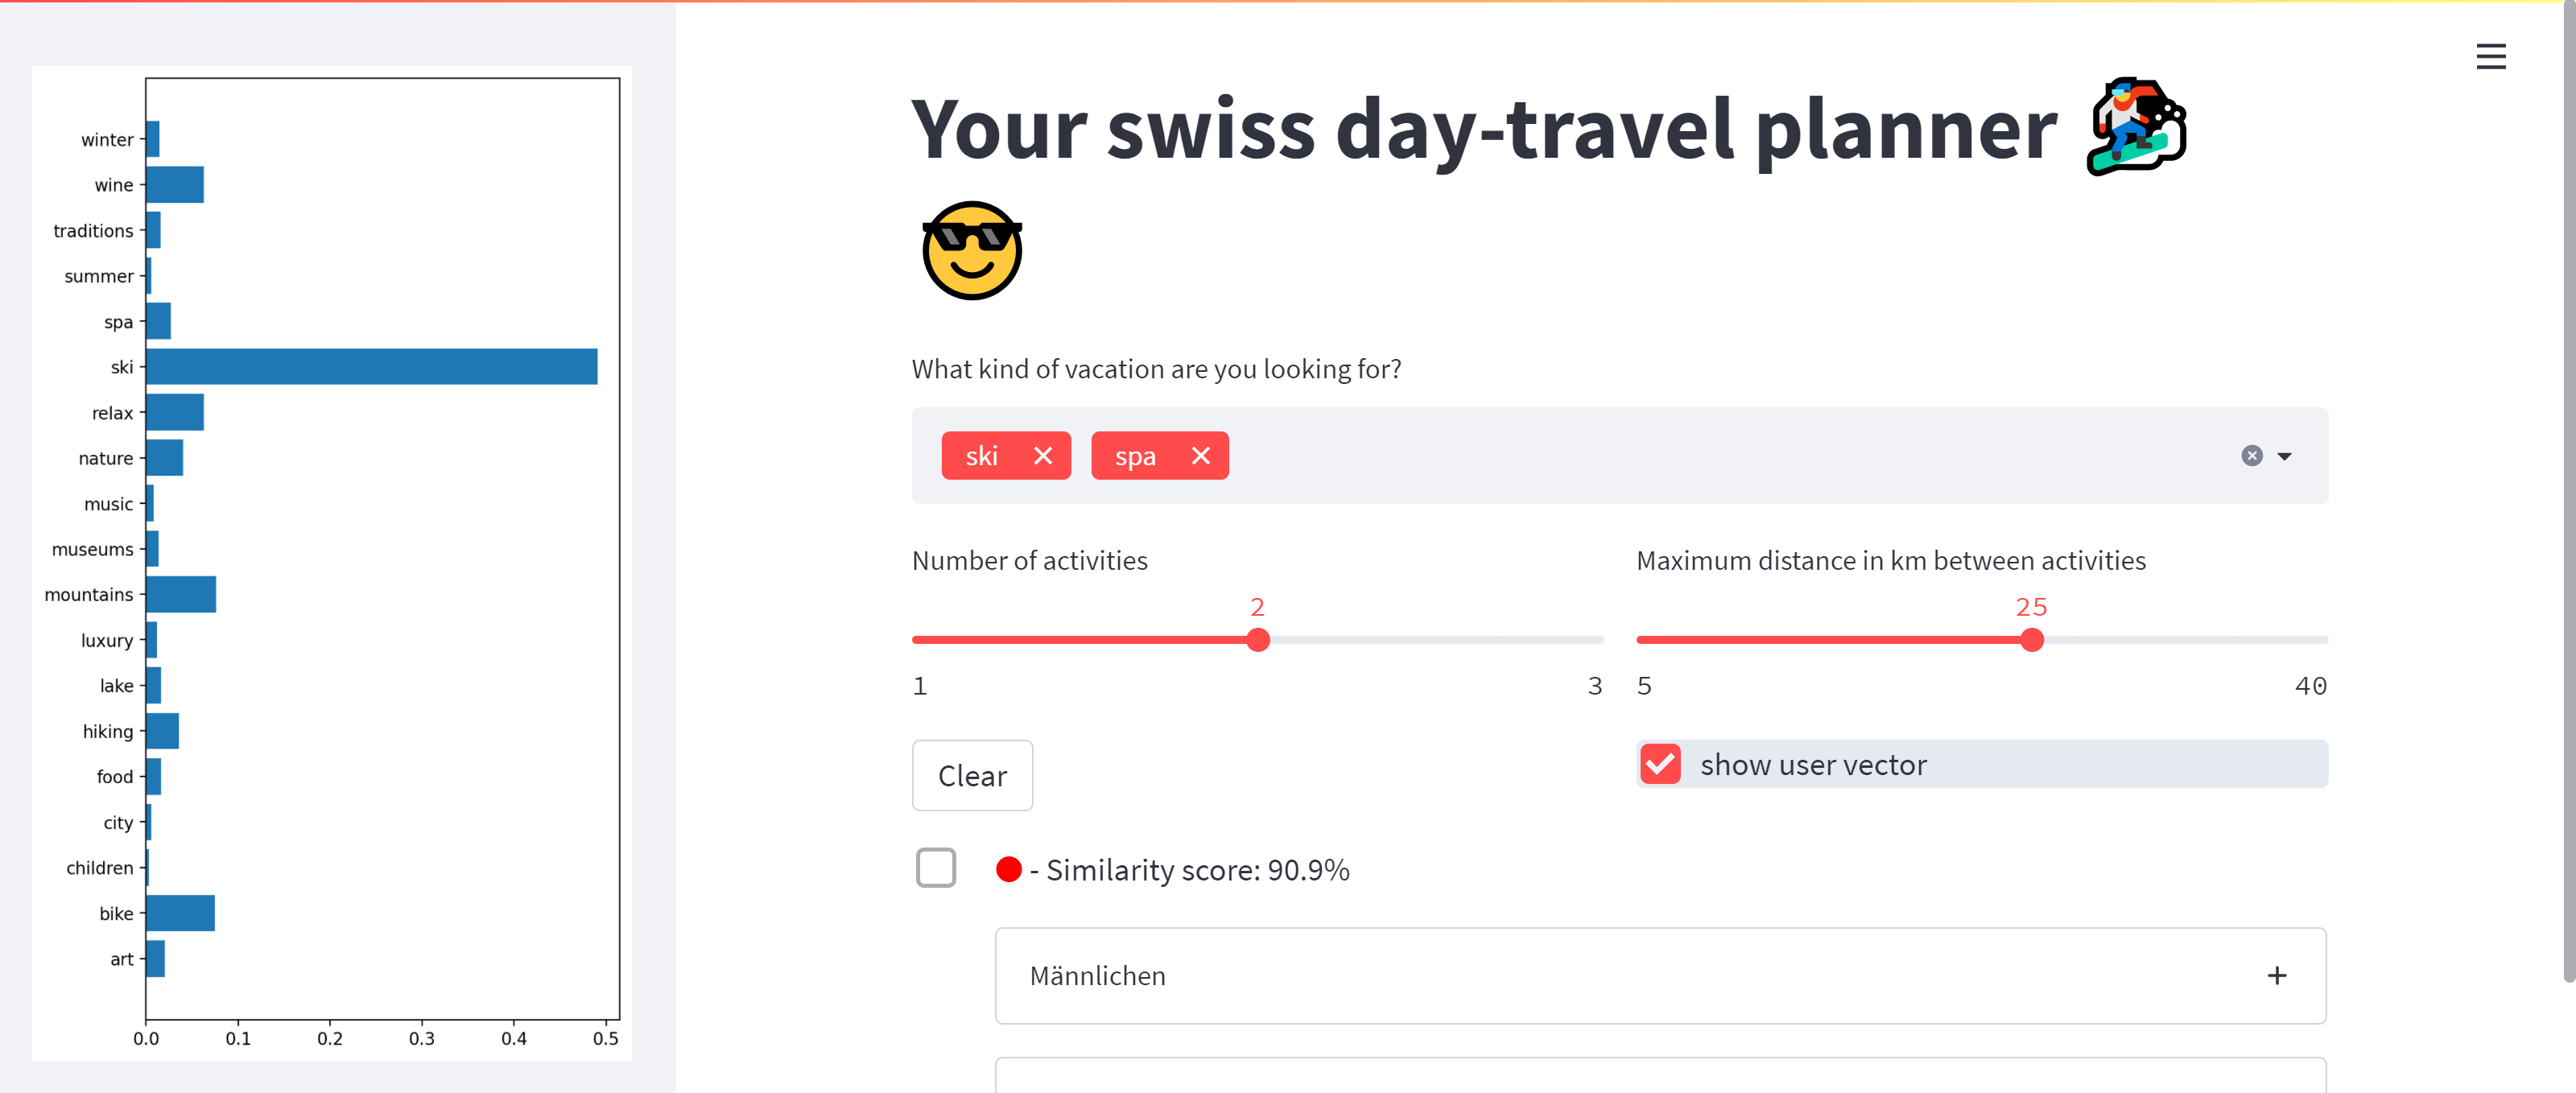 winter
wine
traditions
summer
spa
ski
relax
nature
music
museums
mountains
luxury
lake
hiking
food
city
children
bike
art
0.0 0.1 0.2 0.3 0.4 0.5
Your swiss day-travel planner
What kind of vacation are you looking for?
ski spa
Number of activities
2
1 3
Maximum distance in km between activities
25
5 40
Clear
show user vector
- Similarity score: 90.9%
Männlichen